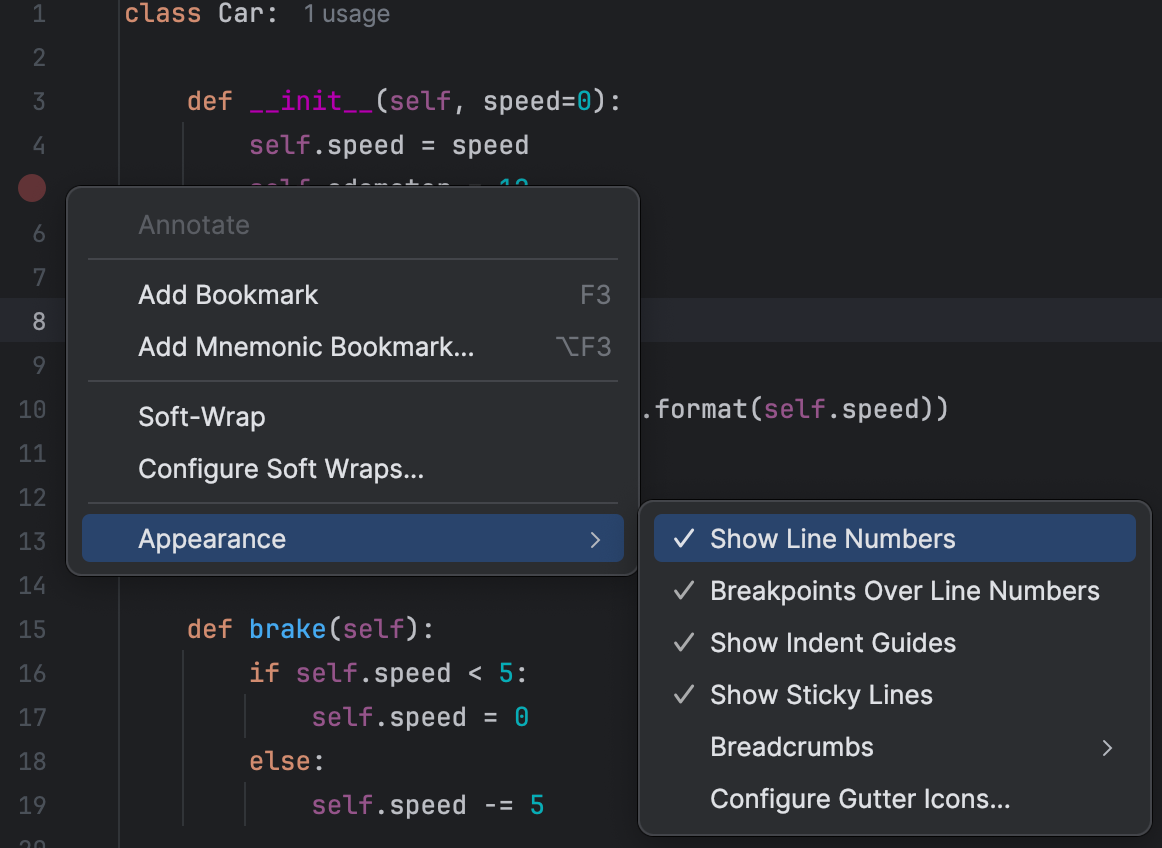 1 class Car: 1 usage
2
3 def __init__(self, speed=0):
4 self.speed = speed
6
7
8
9
10 .format(self.speed))
11
12
13
14
15 def brake(self):
16 if self.speed < 5:
17 self.speed = 0
18 else:
19 self.speed -= 5
Annotate
Add Bookmark F3
Add Mnemonic Bookmark... ⌥F3
Soft-Wrap
Configure Soft Wraps...
Appearance
Show Line Numbers
Breakpoints Over Line Numbers
Show Indent Guides
Show Sticky Lines
Breadcrumbs
Configure Gutter Icons...